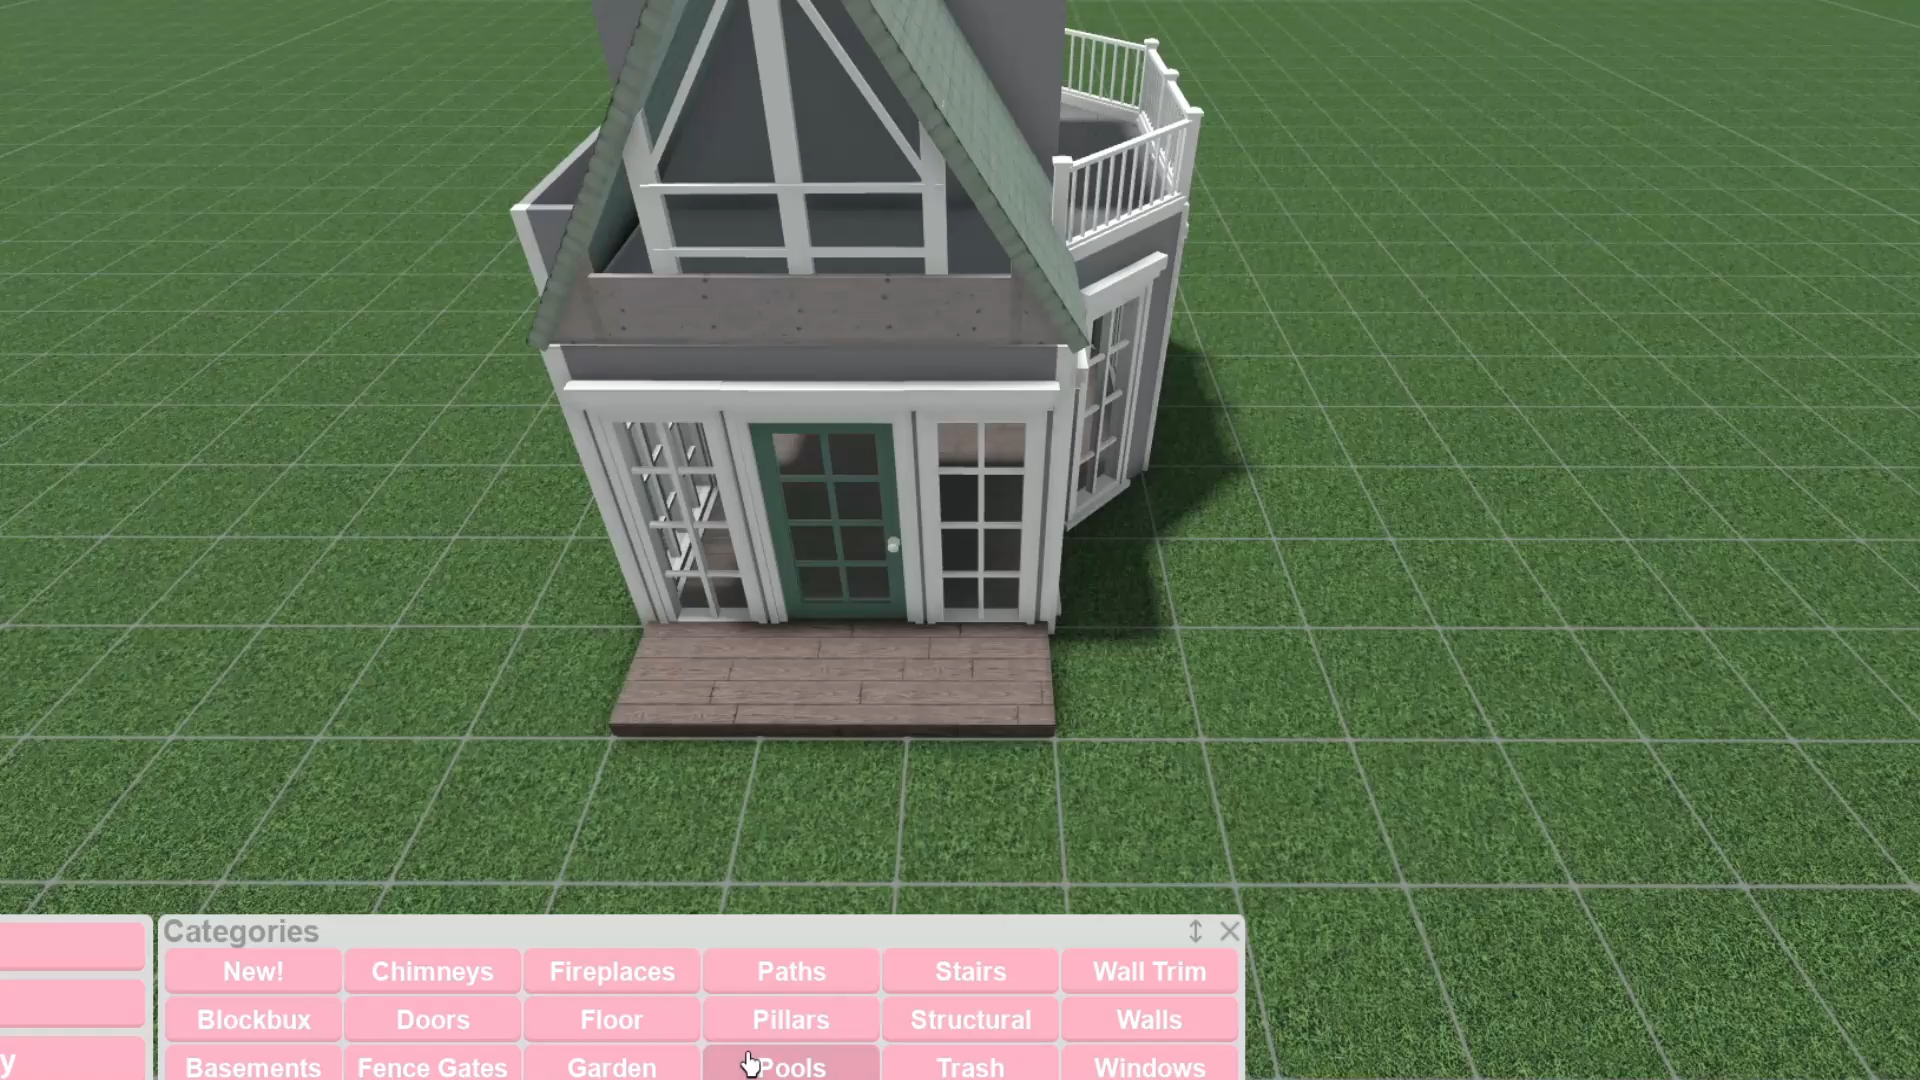 Categories
New! Chimneys Fireplaces Paths Stairs Wall Trim
Blockbux Doors Floor Pillars Structural Walls
y Basements Fence Gates Garden Pools Trash Windows